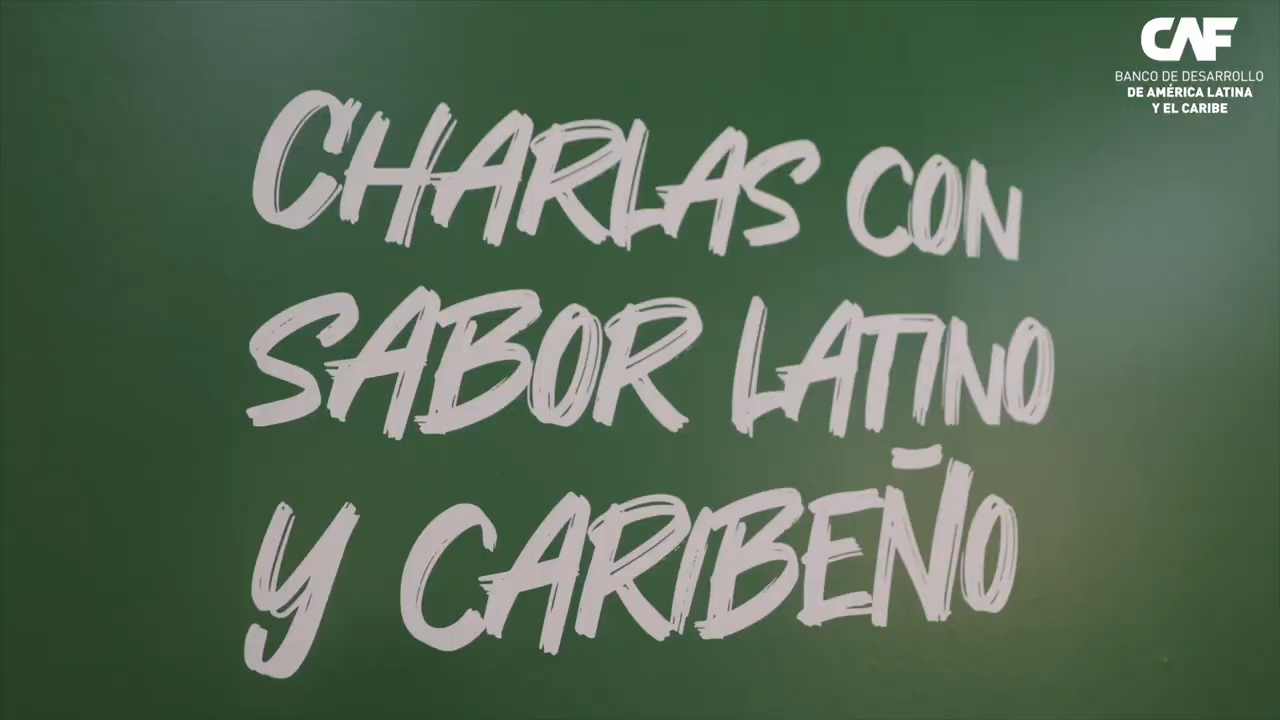 CAF
BANCO DE DESARROLLO
DE AMÉRICA LATINA
Y EL CARIBE
CHARLAS CON
SABOR LATINO
Y CARIBEÑO